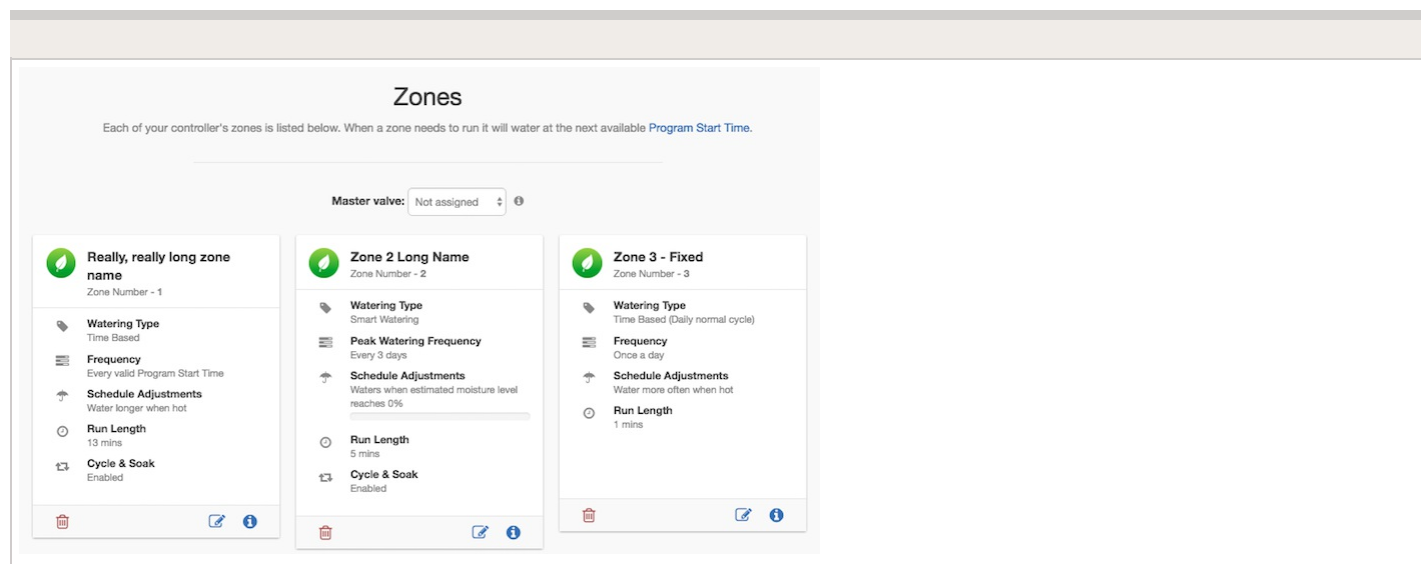 Zones
Each of your controller's zones is listed below. When a zone needs to run it will water at the next available Program Start Time.
Master valve: Not assigned
Really, really long zone
name
Zone Number - 1
Watering Type
Time Based
Frequency
Every valid Program Start Time
Schedule Adjustments
Water longer when hot
Run Length
13 mins
Cycle & Soak
Enabled
Zone 2 Long Name
Zone Number - 2
Watering Type
Smart Watering
Peak Watering Frequency
Every 3 days
Schedule Adjustments
Waters when estimated moisture level
reaches 0%
Run Length
5 mins
Cycle & Soak
Enabled
Zone 3 - Fixed
Zone Number - 3
Watering Type
Time Based (Daily normal cycle)
Frequency
Once a day
Schedule Adjustments
Water more often when hot
Run Length
1 mins